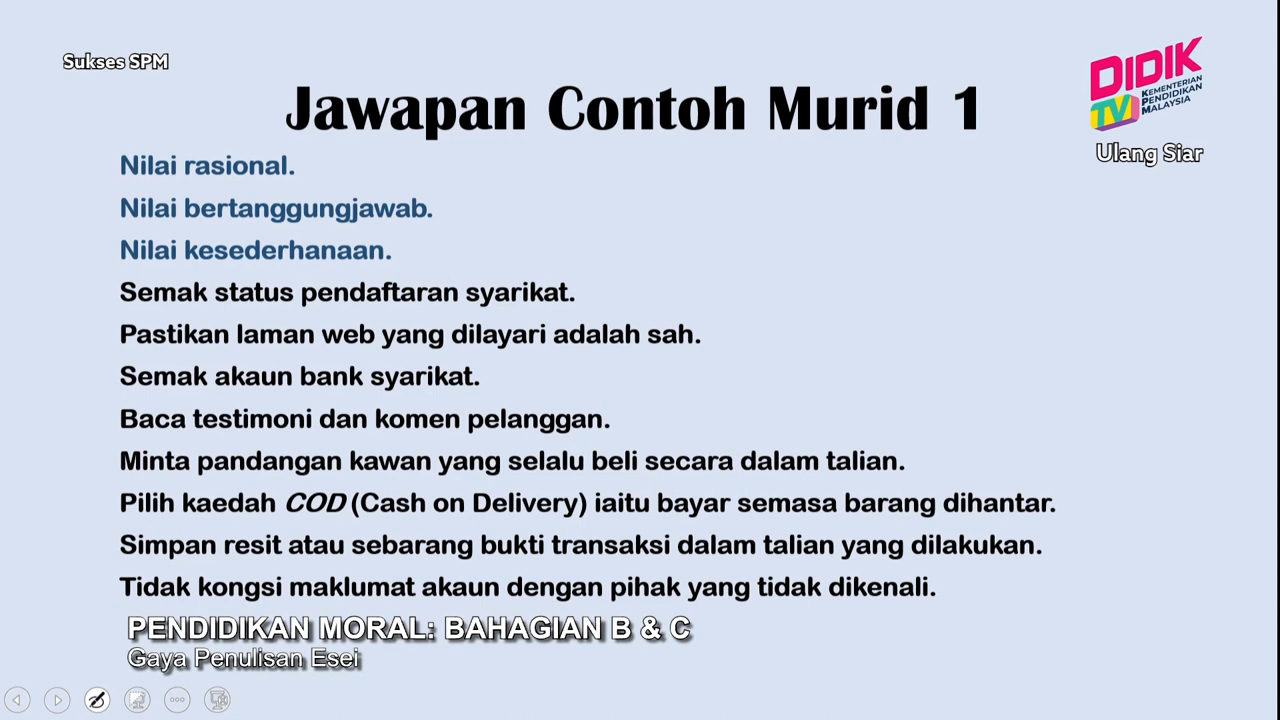 Sukses SPM
DIDIK
TV
KEMENTERIAN
PENDIDIKAN
MALAYSIA
Ulang Siar
Jawapan Contoh Murid 1
Nilai rasional.
Nilai bertanggungjawab.
Nilai kesederhanaan.
Semak status pendaftaran syarikat.
Pastikan laman web yang dilayari adalah sah.
Semak akaun bank syarikat.
Baca testimoni dan komen pelanggan.
Minta pandangan kawan yang selalu beli secara dalam talian.
Pilih kaedah COD (Cash on Delivery) iaitu bayar semasa barang dihantar.
Simpan resit atau sebarang bukti transaksi dalam talian yang dilakukan.
Tidak kongsi maklumat akaun dengan pihak yang tidak dikenali.
PENDIDIKAN MORAL: BAHAGIAN B & C
Gaya Penulisan Esei